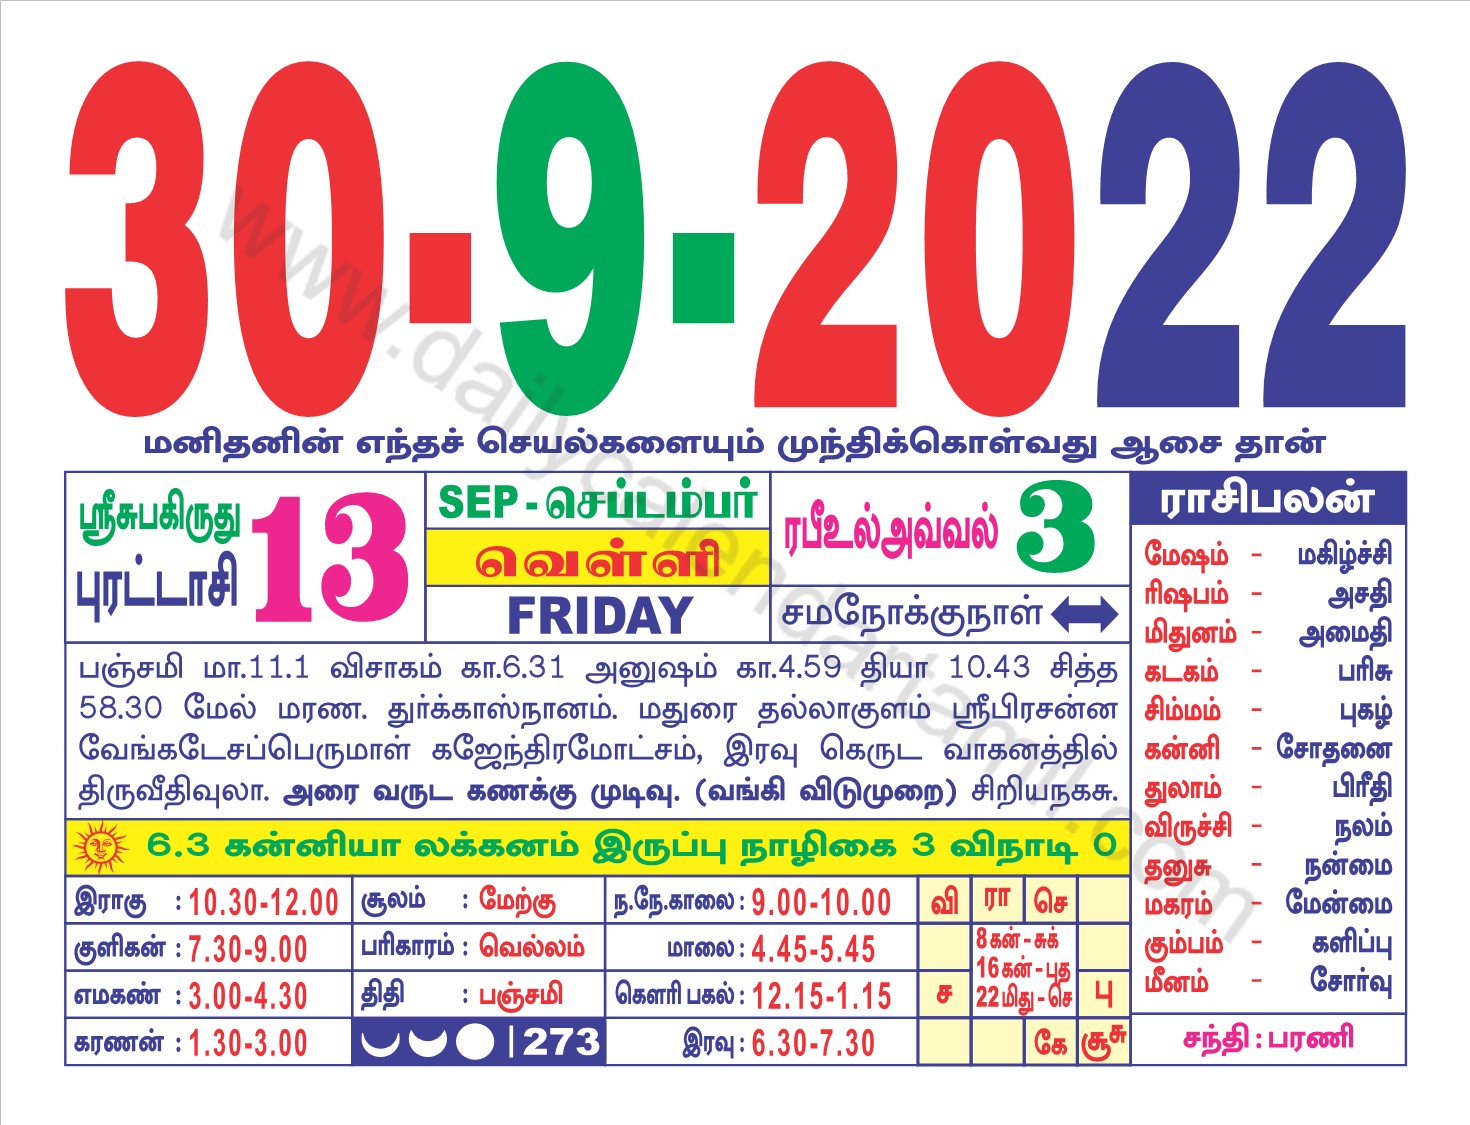 30-9-2022
மனிதனின் எந்தச் செயல்களையும் முந்திக்கொள்வது ஆசை தான்
ஸ்ரீசுபகிருது
புரட்டாசி 13
SEP - செப்டம்பர்
வெள்ளி
FRIDAY
ரபீஉல்அவ்வல் 3
சமநோக்குநாள்
பஞ்சமி மா.11.1 விசாகம் கா.6.31 அனுஷம் கா.4.59 தியா 10.43 சித்த
58.30 மேல் மரண. துர்க்காஸ்நானம். மதுரை தல்லாகுளம் ஸ்ரீபிரசன்ன
வேங்கடேசப்பெருமாள் கஜேந்திரமோட்சம், இரவு கெருட வாகனத்தில்
திருவீதிவுலா. அரை வருட கணக்கு முடிவு. (வங்கி விடுமுறை) சிறியநகசு.
6.3 கன்னியா லக்கனம் இருப்பு நாழிகை 3 விநாடி 0
இராகு : 10.30-12.00
குளிகன் : 7.30-9.00
எமகண் : 3.00-4.30
கரணன் : 1.30-3.00
சூலம் : மேற்கு
பரிகாரம் : வெல்லம்
திதி : பஞ்சமி
|273
ந.நே.காலை : 9.00-10.00
மாலை : 4.45-5.45
கௌரி பகல் : 12.15-1.15
இரவு : 6.30-7.30
வி ரா செ
8 கன் - சுக்
16 கன் - புத
22 மிது - செ
ச பு
கே சூசு
ராசிபலன்
மேஷம் - மகிழ்ச்சி
ரிஷபம் - அசதி
மிதுனம் - அமைதி
கடகம் - பரிசு
சிம்மம் - புகழ்
கன்னி - சோதனை
துலாம் - பிரீதி
விருச்சி - நலம்
தனுசு - நன்மை
மகரம் - மேன்மை
கும்பம் - களிப்பு
மீனம் - சோர்வு
சந்தி : பரணி
www.dailycalendartamil.com